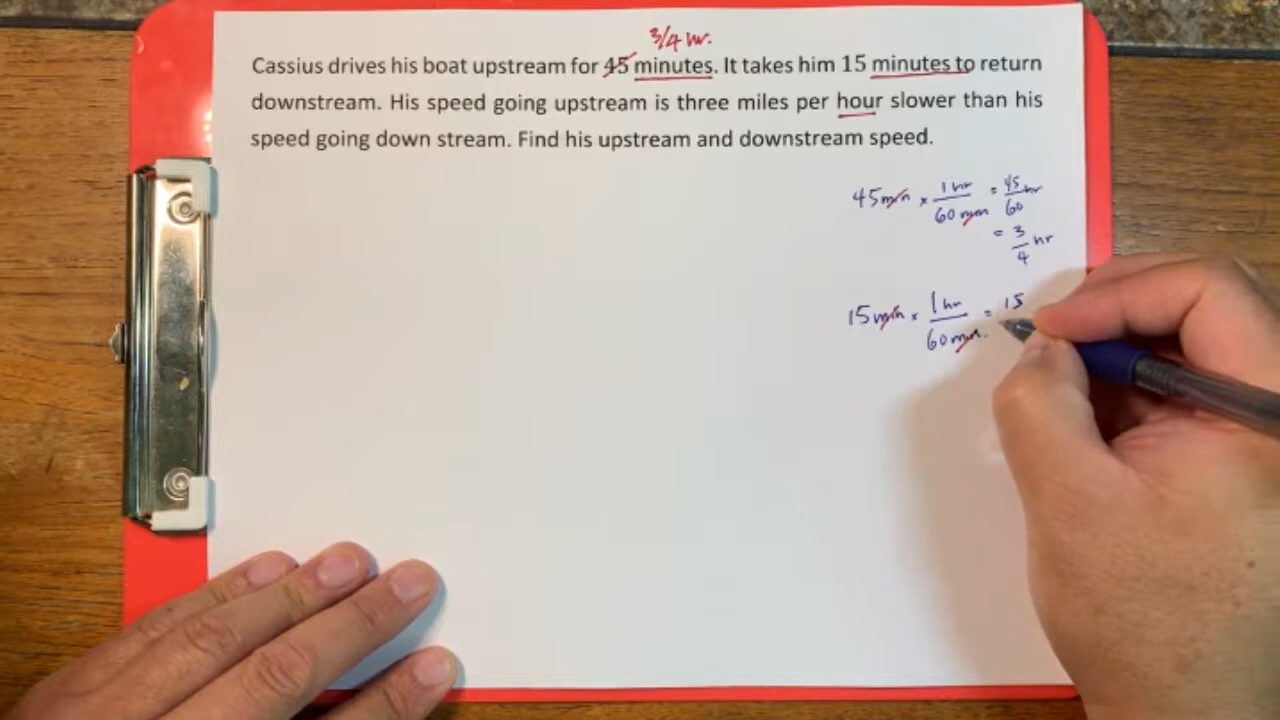 3/4 hr.
Cassius drives his boat upstream for 45 minutes. It takes him 15 minutes to return
downstream. His speed going upstream is three miles per hour slower than his
speed going down stream. Find his upstream and downstream speed.
45 min × 1 hr / 60 min = 45 / 60 hr
= 3 / 4 hr
15 min × 1 hr / 60 min. = 15